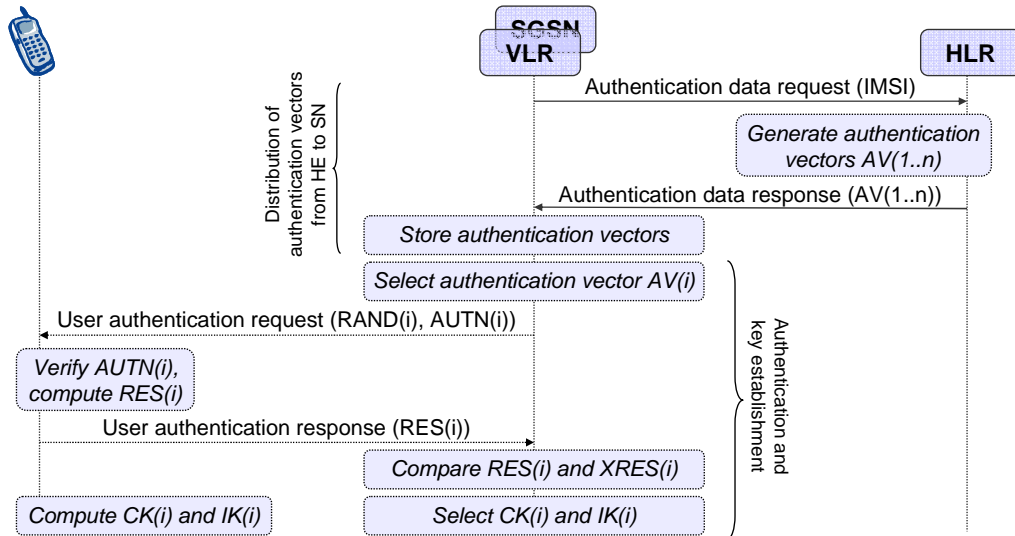 SGSN
VLR
HLR
Authentication data request (IMSI)
Distribution of
authentication vectors
from HE to SN
Generate authentication
vectors AV(1..n)
Authentication data response (AV(1..n))
Store authentication vectors
Select authentication vector AV(i)
User authentication request (RAND(i), AUTN(i))
Verify AUTN(i),
compute RES(i)
Authentication and
key establishment
User authentication response (RES(i))
Compare RES(i) and XRES(i)
Compute CK(i) and IK(i)
Select CK(i) and IK(i)